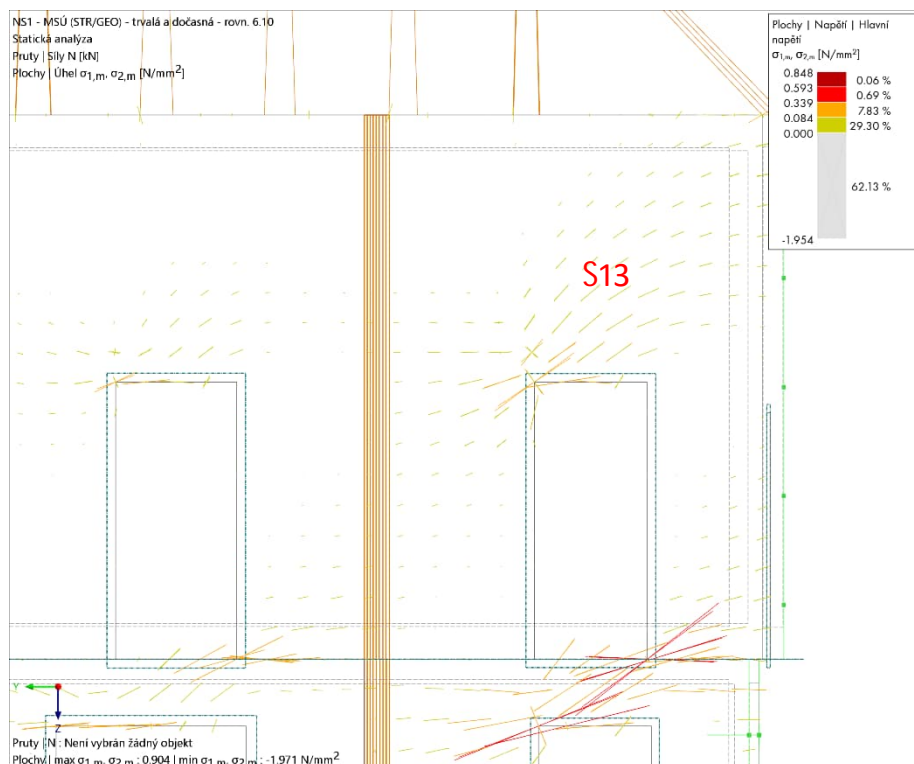 NS1 - MSÚ (STR/GEO) - trvalá a dočasná - rovn. 6.10
Statická analýza
Pruty | Síly N [kN]
Plochy | Úhel σ1,m, σ2,m [N/mm²]
Plochy | Napětí | Hlavní
napětí
σ1,m, σ2,m [N/mm²]
0.848
0.593
0.339
0.084
0.000
-1.954
0.06 %
0.69 %
7.83 %
29.30 %
62.13 %
S13
Y
Z
Pruty | N : Není vybrán žádný objekt
Plochy | max σ1,m, σ2,m : 0.904 | min σ1,m, σ2,m : -1.971 N/mm²